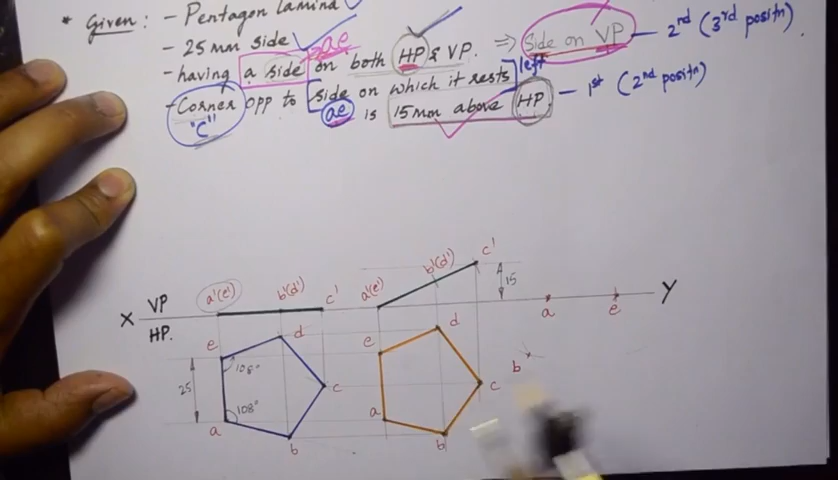 * Given: - Pentagon lamina
- 25 mm side ae
- having a side on both HP & VP. ⇒ Side on VP — 2nd (3rd positn).
- Corner opp to [side on which it rests] left
"C" ae is 15mm above HP — 1st (2nd positn)
a'(e') b'(d') c' a'(e') b'(d') c' 15
X VP Y
HP. a e
e d e d
108° b
25 c c
108°
a a
b b